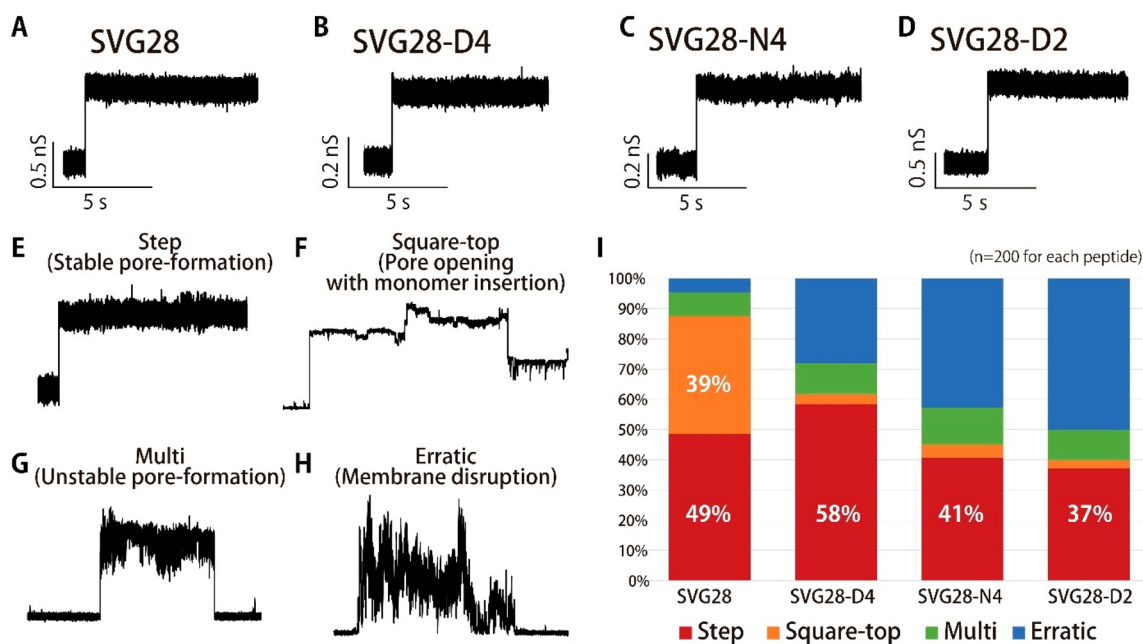 A
SVG28
0.5 nS
5 s
B
SVG28-D4
0.2 nS
5 s
C
SVG28-N4
0.2 nS
5 s
D
SVG28-D2
0.5 nS
5 s
E
Step
(Stable pore-formation)
F
Square-top
(Pore opening
with monomer insertion)
G
Multi
(Unstable pore-formation)
H
Erratic
(Membrane disruption)
I
(n=200 for each peptide)
100%
90%
80%
70%
60%
50%
40%
30%
20%
10%
0%
39%
49%
58%
41%
37%
SVG28
SVG28-D4
SVG28-N4
SVG28-D2
Step
Square-top
Multi
Erratic